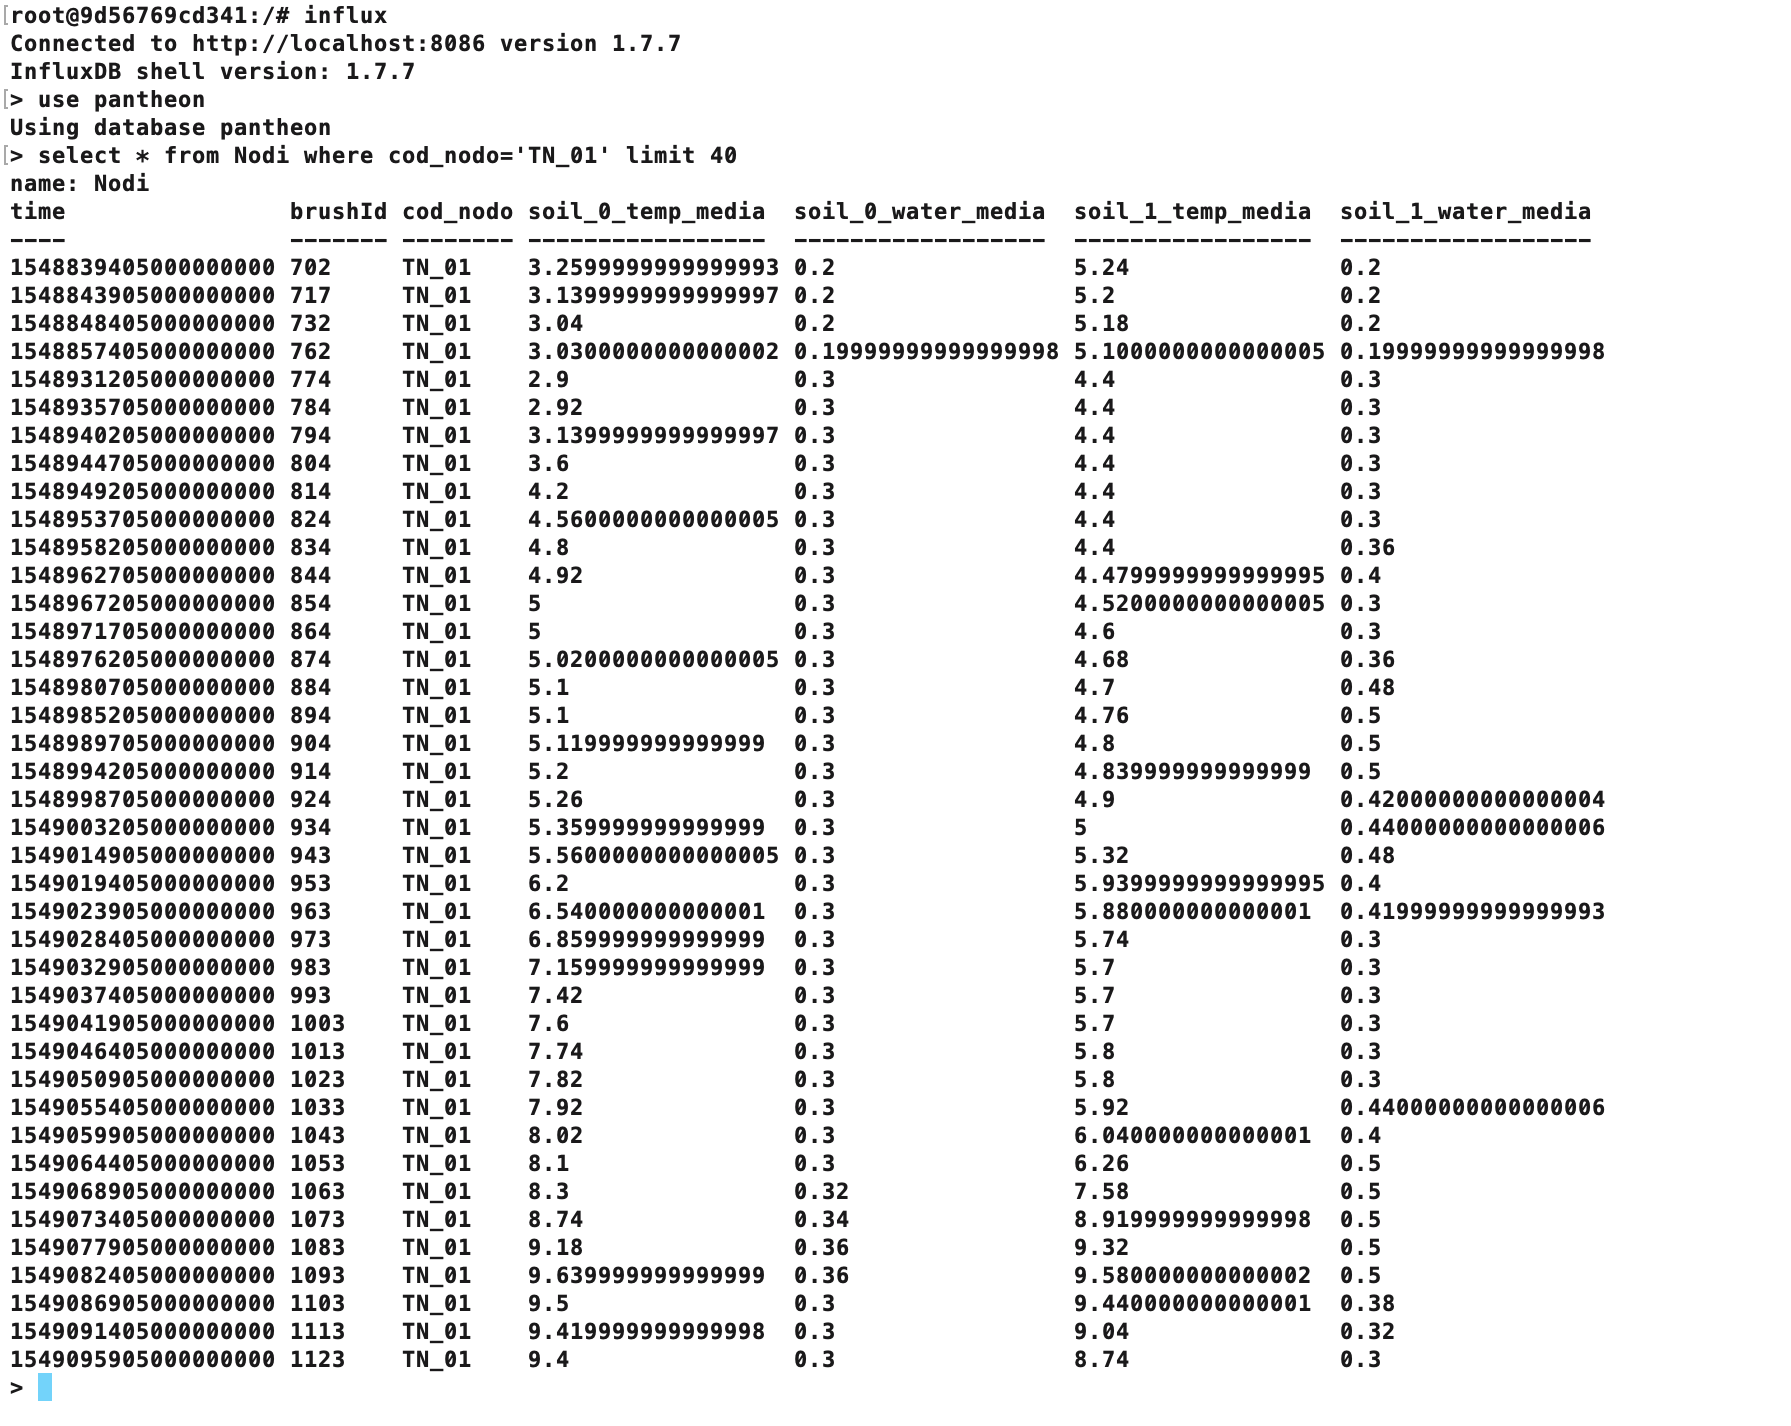 root@9d56769cd341:/# influx
Connected to http://localhost:8086 version 1.7.7
InfluxDB shell version: 1.7.7
> use pantheon
Using database pantheon
> select * from Nodi where cod_nodo='TN_01' limit 40
name: Nodi
time                brushId cod_nodo soil_0_temp_media  soil_0_water_media  soil_1_temp_media  soil_1_water_media
----                ------- -------- -----------------  ------------------  -----------------  ------------------
1548839405000000000 702     TN_01    3.2599999999999993 0.2                 5.24               0.2
1548843905000000000 717     TN_01    3.1399999999999997 0.2                 5.2                0.2
1548848405000000000 732     TN_01    3.04               0.2                 5.18               0.2
1548857405000000000 762     TN_01    3.0300000000000002 0.19999999999999998 5.1000000000000005 0.19999999999999998
1548931205000000000 774     TN_01    2.9                0.3                 4.4                0.3
1548935705000000000 784     TN_01    2.92               0.3                 4.4                0.3
1548940205000000000 794     TN_01    3.1399999999999997 0.3                 4.4                0.3
1548944705000000000 804     TN_01    3.6                0.3                 4.4                0.3
1548949205000000000 814     TN_01    4.2                0.3                 4.4                0.3
1548953705000000000 824     TN_01    4.5600000000000005 0.3                 4.4                0.3
1548958205000000000 834     TN_01    4.8                0.3                 4.4                0.36
1548962705000000000 844     TN_01    4.92               0.3                 4.4799999999999995 0.4
1548967205000000000 854     TN_01    5                  0.3                 4.5200000000000005 0.3
1548971705000000000 864     TN_01    5                  0.3                 4.6                0.3
1548976205000000000 874     TN_01    5.0200000000000005 0.3                 4.68               0.36
1548980705000000000 884     TN_01    5.1                0.3                 4.7                0.48
1548985205000000000 894     TN_01    5.1                0.3                 4.76               0.5
1548989705000000000 904     TN_01    5.119999999999999  0.3                 4.8                0.5
1548994205000000000 914     TN_01    5.2                0.3                 4.839999999999999  0.5
1548998705000000000 924     TN_01    5.26               0.3                 4.9                0.42000000000000004
1549003205000000000 934     TN_01    5.359999999999999  0.3                 5                  0.44000000000000006
1549014905000000000 943     TN_01    5.5600000000000005 0.3                 5.32               0.48
1549019405000000000 953     TN_01    6.2                0.3                 5.9399999999999995 0.4
1549023905000000000 963     TN_01    6.540000000000001  0.3                 5.880000000000001  0.41999999999999993
1549028405000000000 973     TN_01    6.859999999999999  0.3                 5.74               0.3
1549032905000000000 983     TN_01    7.159999999999999  0.3                 5.7                0.3
1549037405000000000 993     TN_01    7.42               0.3                 5.7                0.3
1549041905000000000 1003    TN_01    7.6                0.3                 5.7                0.3
1549046405000000000 1013    TN_01    7.74               0.3                 5.8                0.3
1549050905000000000 1023    TN_01    7.82               0.3                 5.8                0.3
1549055405000000000 1033    TN_01    7.92               0.3                 5.92               0.44000000000000006
1549059905000000000 1043    TN_01    8.02               0.3                 6.040000000000001  0.4
1549064405000000000 1053    TN_01    8.1                0.3                 6.26               0.5
1549068905000000000 1063    TN_01    8.3                0.32                7.58               0.5
1549073405000000000 1073    TN_01    8.74               0.34                8.919999999999998  0.5
1549077905000000000 1083    TN_01    9.18               0.36                9.32               0.5
1549082405000000000 1093    TN_01    9.639999999999999  0.36                9.580000000000002  0.5
1549086905000000000 1103    TN_01    9.5                0.3                 9.440000000000001  0.38
1549091405000000000 1113    TN_01    9.419999999999998  0.3                 9.04               0.32
1549095905000000000 1123    TN_01    9.4                0.3                 8.74               0.3
>